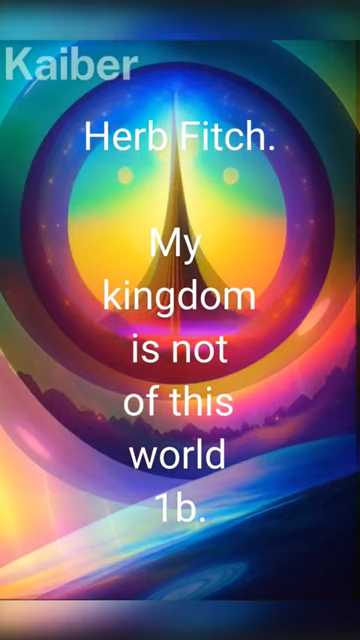 Kaiber
Herb Fitch.
My
kingdom
is not
of this
world
1b.